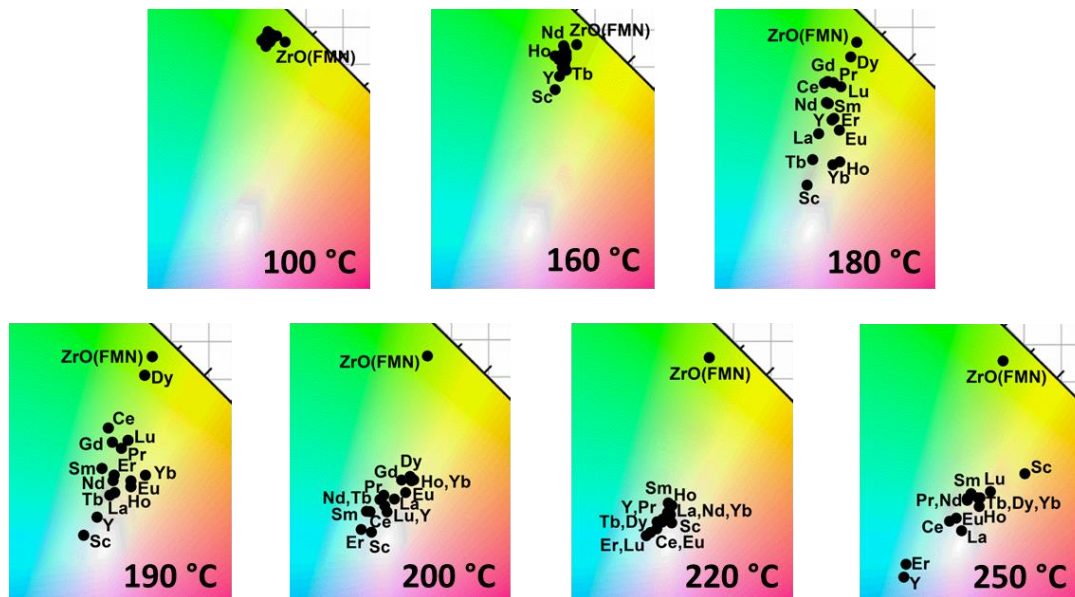 ZrO(FMN)
100 °C
Nd ZrO(FMN)
Ho
Y Tb
Sc
160 °C
ZrO(FMN)
Dy
Gd Pr
Ce Lu
Nd Sm
Y Er
La Eu
Tb Ho
Yb
Sc
180 °C
ZrO(FMN)
Dy
Ce
Gd Lu
Pr
Sm Er Yb
Nd Eu
Tb Ho
La
Y
Sc
190 °C
ZrO(FMN)
Dy
Gd Ho,Yb
Pr Eu
Nd,Tb La
Sm Lu,Y
Ce
Er Sc
200 °C
ZrO(FMN)
Sm
Ho
Y,Pr La,Nd,Yb
Tb,Dy Sc
Er,Lu Ce,Eu
220 °C
ZrO(FMN)
Sc
Sm Lu
Pr,Nd Tb,Dy,Yb
Ce Eu Ho
La
Er
Y
250 °C